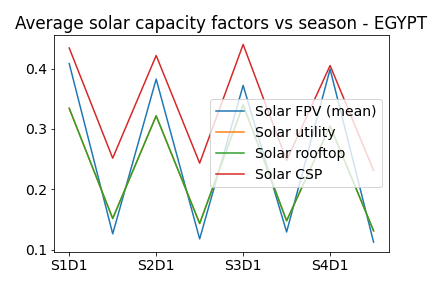 Average solar capacity factors vs season - EGYPT
0.4
0.3
0.2
0.1
Solar FPV (mean)
Solar utility
Solar rooftop
Solar CSP
S1D1 S2D1 S3D1 S4D1